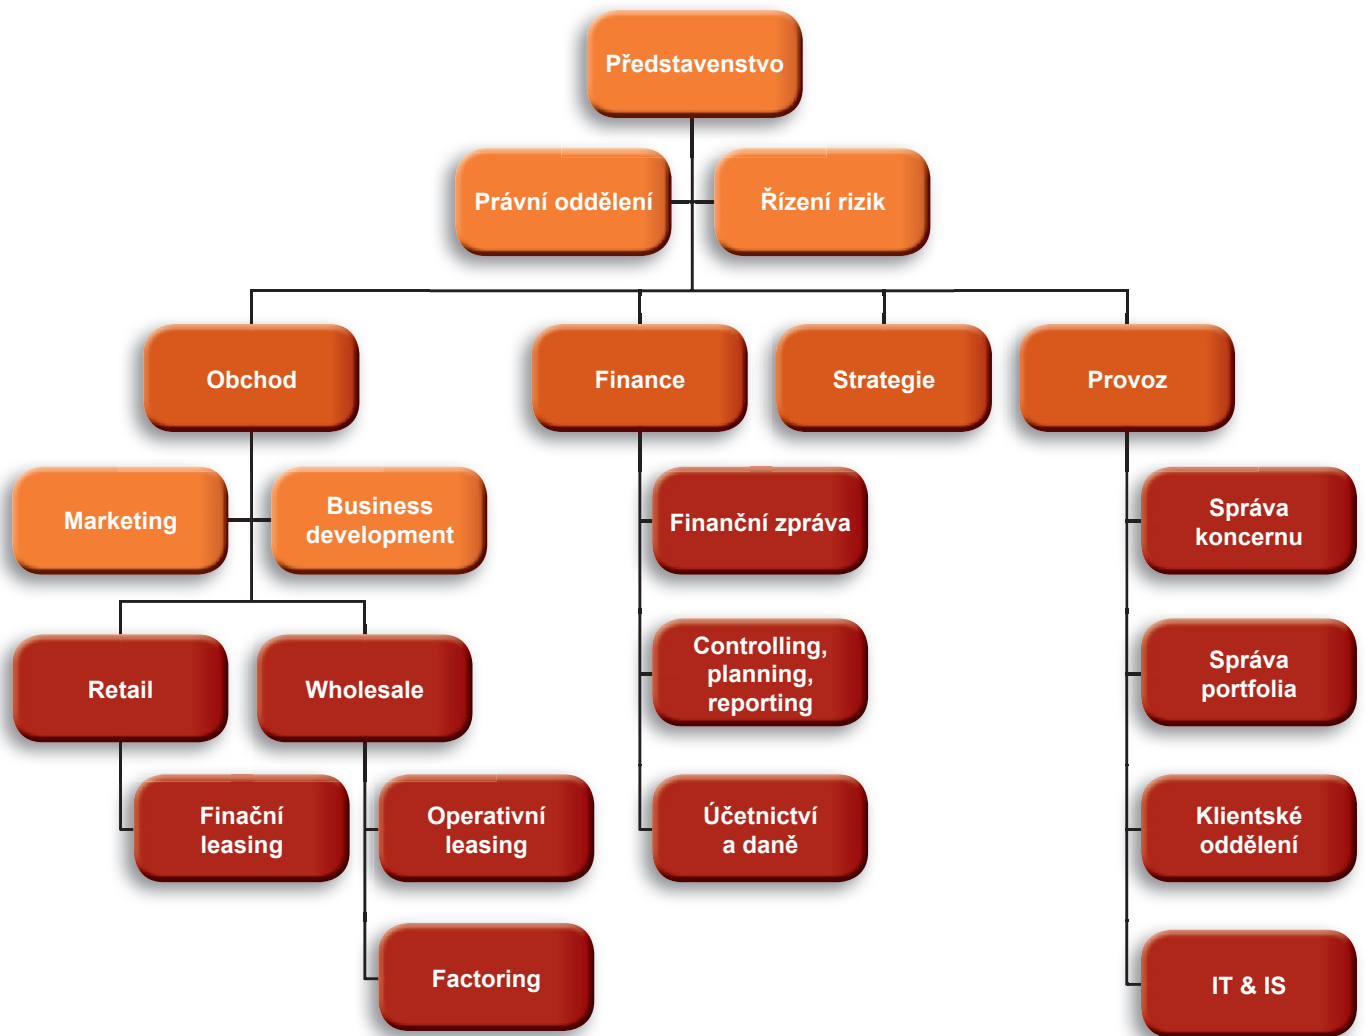 Představenstvo
Právní oddělení
Řízení rizik
Obchod
Finance
Strategie
Provoz
Marketing
Business
development
Finanční zpráva
Správa
koncernu
Retail
Wholesale
Controlling,
planning,
reporting
Správa
portfolia
Finační
leasing
Operativní
leasing
Účetnictví
a daně
Klientské
oddělení
Factoring
IT & IS